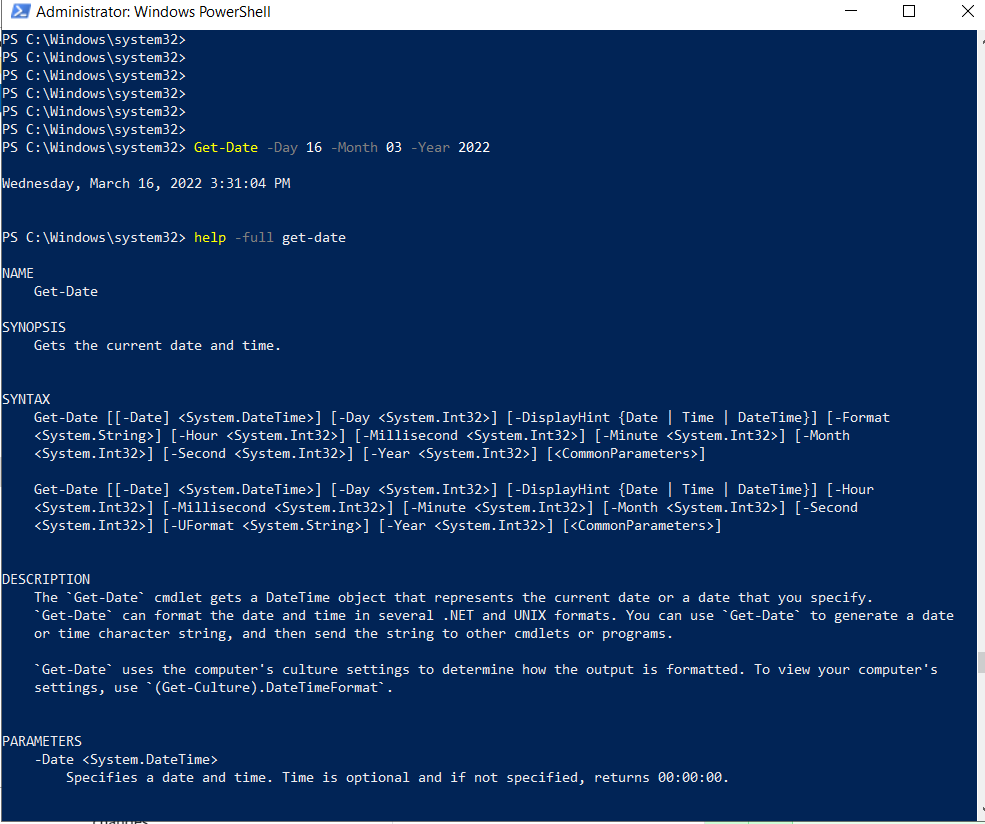 Administrator: Windows PowerShell
PS C:\Windows\system32>
PS C:\Windows\system32>
PS C:\Windows\system32>
PS C:\Windows\system32>
PS C:\Windows\system32>
PS C:\Windows\system32>
PS C:\Windows\system32> Get-Date -Day 16 -Month 03 -Year 2022
Wednesday, March 16, 2022 3:31:04 PM
PS C:\Windows\system32> help -full get-date
NAME
Get-Date
SYNOPSIS
Gets the current date and time.
SYNTAX
Get-Date [[-Date] <System.DateTime>] [-Day <System.Int32>] [-DisplayHint {Date | Time | DateTime}] [-Format
<System.String>] [-Hour <System.Int32>] [-Millisecond <System.Int32>] [-Minute <System.Int32>] [-Month
<System.Int32>] [-Second <System.Int32>] [-Year <System.Int32>] [<CommonParameters>]
Get-Date [[-Date] <System.DateTime>] [-Day <System.Int32>] [-DisplayHint {Date | Time | DateTime}] [-Hour
<System.Int32>] [-Millisecond <System.Int32>] [-Minute <System.Int32>] [-Month <System.Int32>] [-Second
<System.Int32>] [-UFormat <System.String>] [-Year <System.Int32>] [<CommonParameters>]
DESCRIPTION
The `Get-Date` cmdlet gets a DateTime object that represents the current date or a date that you specify.
`Get-Date` can format the date and time in several .NET and UNIX formats. You can use `Get-Date` to generate a date
or time character string, and then send the string to other cmdlets or programs.
`Get-Date` uses the computer's culture settings to determine how the output is formatted. To view your computer's
settings, use `(Get-Culture).DateTimeFormat`.
PARAMETERS
-Date <System.DateTime>
Specifies a date and time. Time is optional and if not specified, returns 00:00:00.